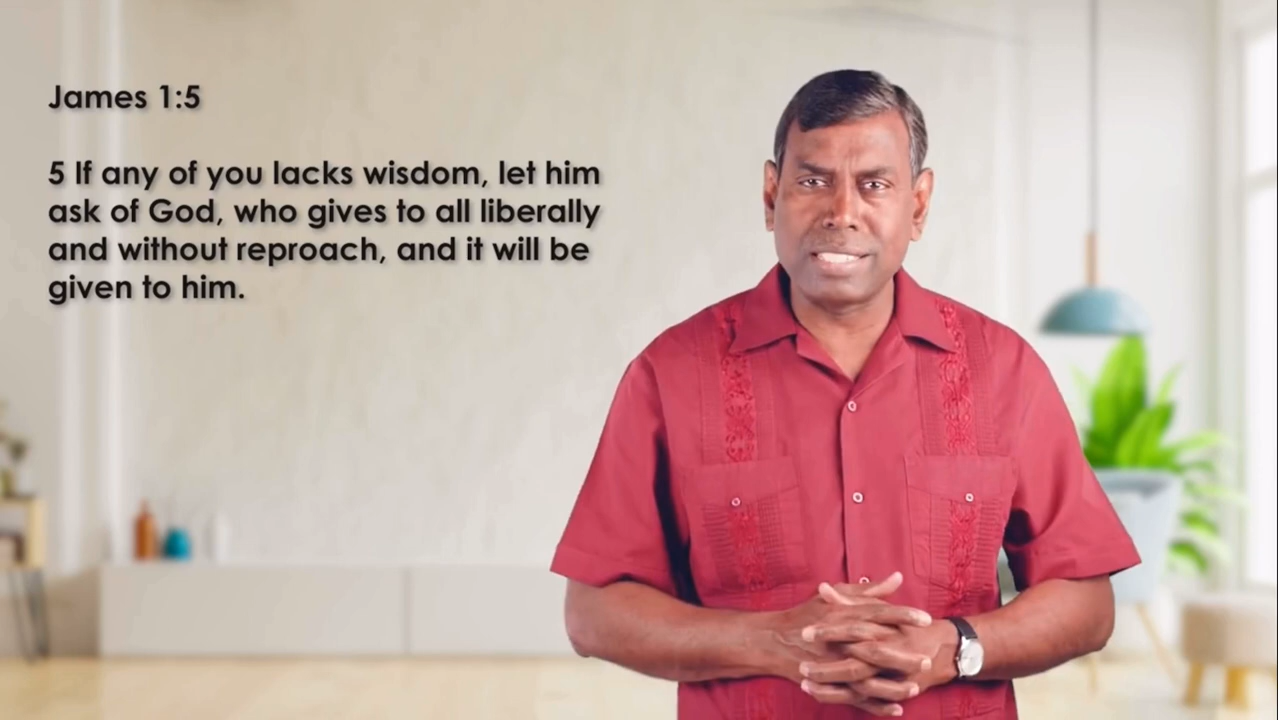 James 1:5
5 If any of you lacks wisdom, let him
ask of God, who gives to all liberally
and without reproach, and it will be
given to him.